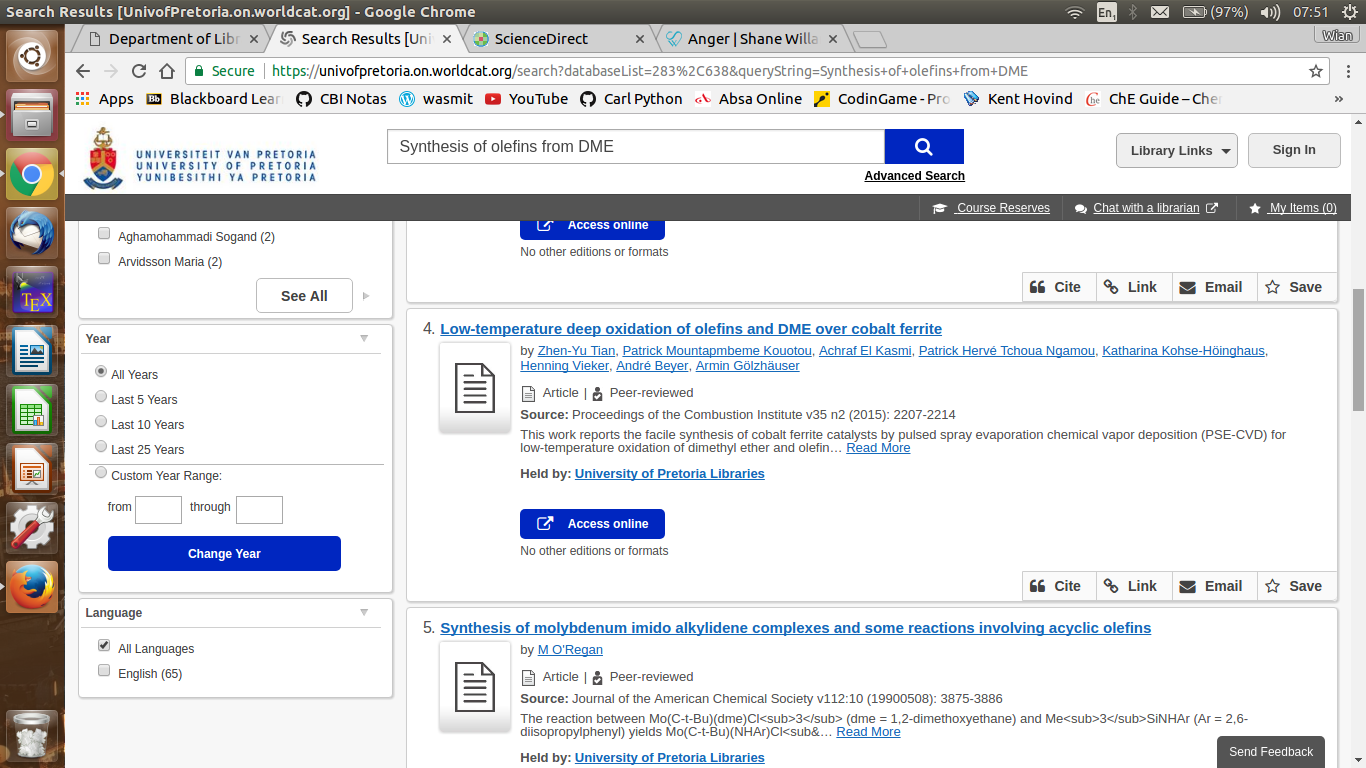 Search Results [UnivofPretoria.on.worldcat.org] - Google Chrome
En1
(97%)
07:51
Department of Lib
Search Results [Uni
ScienceDirect
Anger | Shane Willa
Wian
Secure
https://univofpretoria.on.worldcat.org/search?databaseList=283%2C638&queryString=Synthesis+of+olefins+from+DME
Apps
Bb Blackboard Lear
CBI Notas
wasmit
YouTube
Carl Python
Absa Online
CodinGame - Pro
Kent Hovind
ChE Guide – Cher
»
UNIVERSITEIT VAN PRETORIA
UNIVERSITY OF PRETORIA
YUNIBESITHI YA PRETORIA
Synthesis of olefins from DME
Advanced Search
Library Links
Sign In
Course Reserves
Chat with a librarian
My Items (0)
Aghamohammadi Sogand (2)
Arvidsson Maria (2)
See All
Year
All Years
Last 5 Years
Last 10 Years
Last 25 Years
Custom Year Range:
from
through
Change Year
Language
All Languages
English (65)
Access online
No other editions or formats
Cite
Link
Email
Save
4. Low-temperature deep oxidation of olefins and DME over cobalt ferrite
by Zhen-Yu Tian, Patrick Mountapmbeme Kouotou, Achraf El Kasmi, Patrick Hervé Tchoua Ngamou, Katharina Kohse-Höinghaus,
Henning Vieker, André Beyer, Armin Gölzhäuser
Article | Peer-reviewed
Source: Proceedings of the Combustion Institute v35 n2 (2015): 2207-2214
This work reports the facile synthesis of cobalt ferrite catalysts by pulsed spray evaporation chemical vapor deposition (PSE-CVD) for
low-temperature oxidation of dimethyl ether and olefin… Read More
Held by: University of Pretoria Libraries
Access online
No other editions or formats
Cite
Link
Email
Save
5. Synthesis of molybdenum imido alkylidene complexes and some reactions involving acyclic olefins
by M O'Regan
Article | Peer-reviewed
Source: Journal of the American Chemical Society v112:10 (19900508): 3875-3886
The reaction between Mo(C-t-Bu)(dme)Cl<sub>3</sub> (dme = 1,2-dimethoxyethane) and Me<sub>3</sub>SiNHAr (Ar = 2,6-
diisopropylphenyl) yields Mo(C-t-Bu)(NHAr)Cl<sub&… Read More
Held by: University of Pretoria Libraries
Send Feedback
TEX